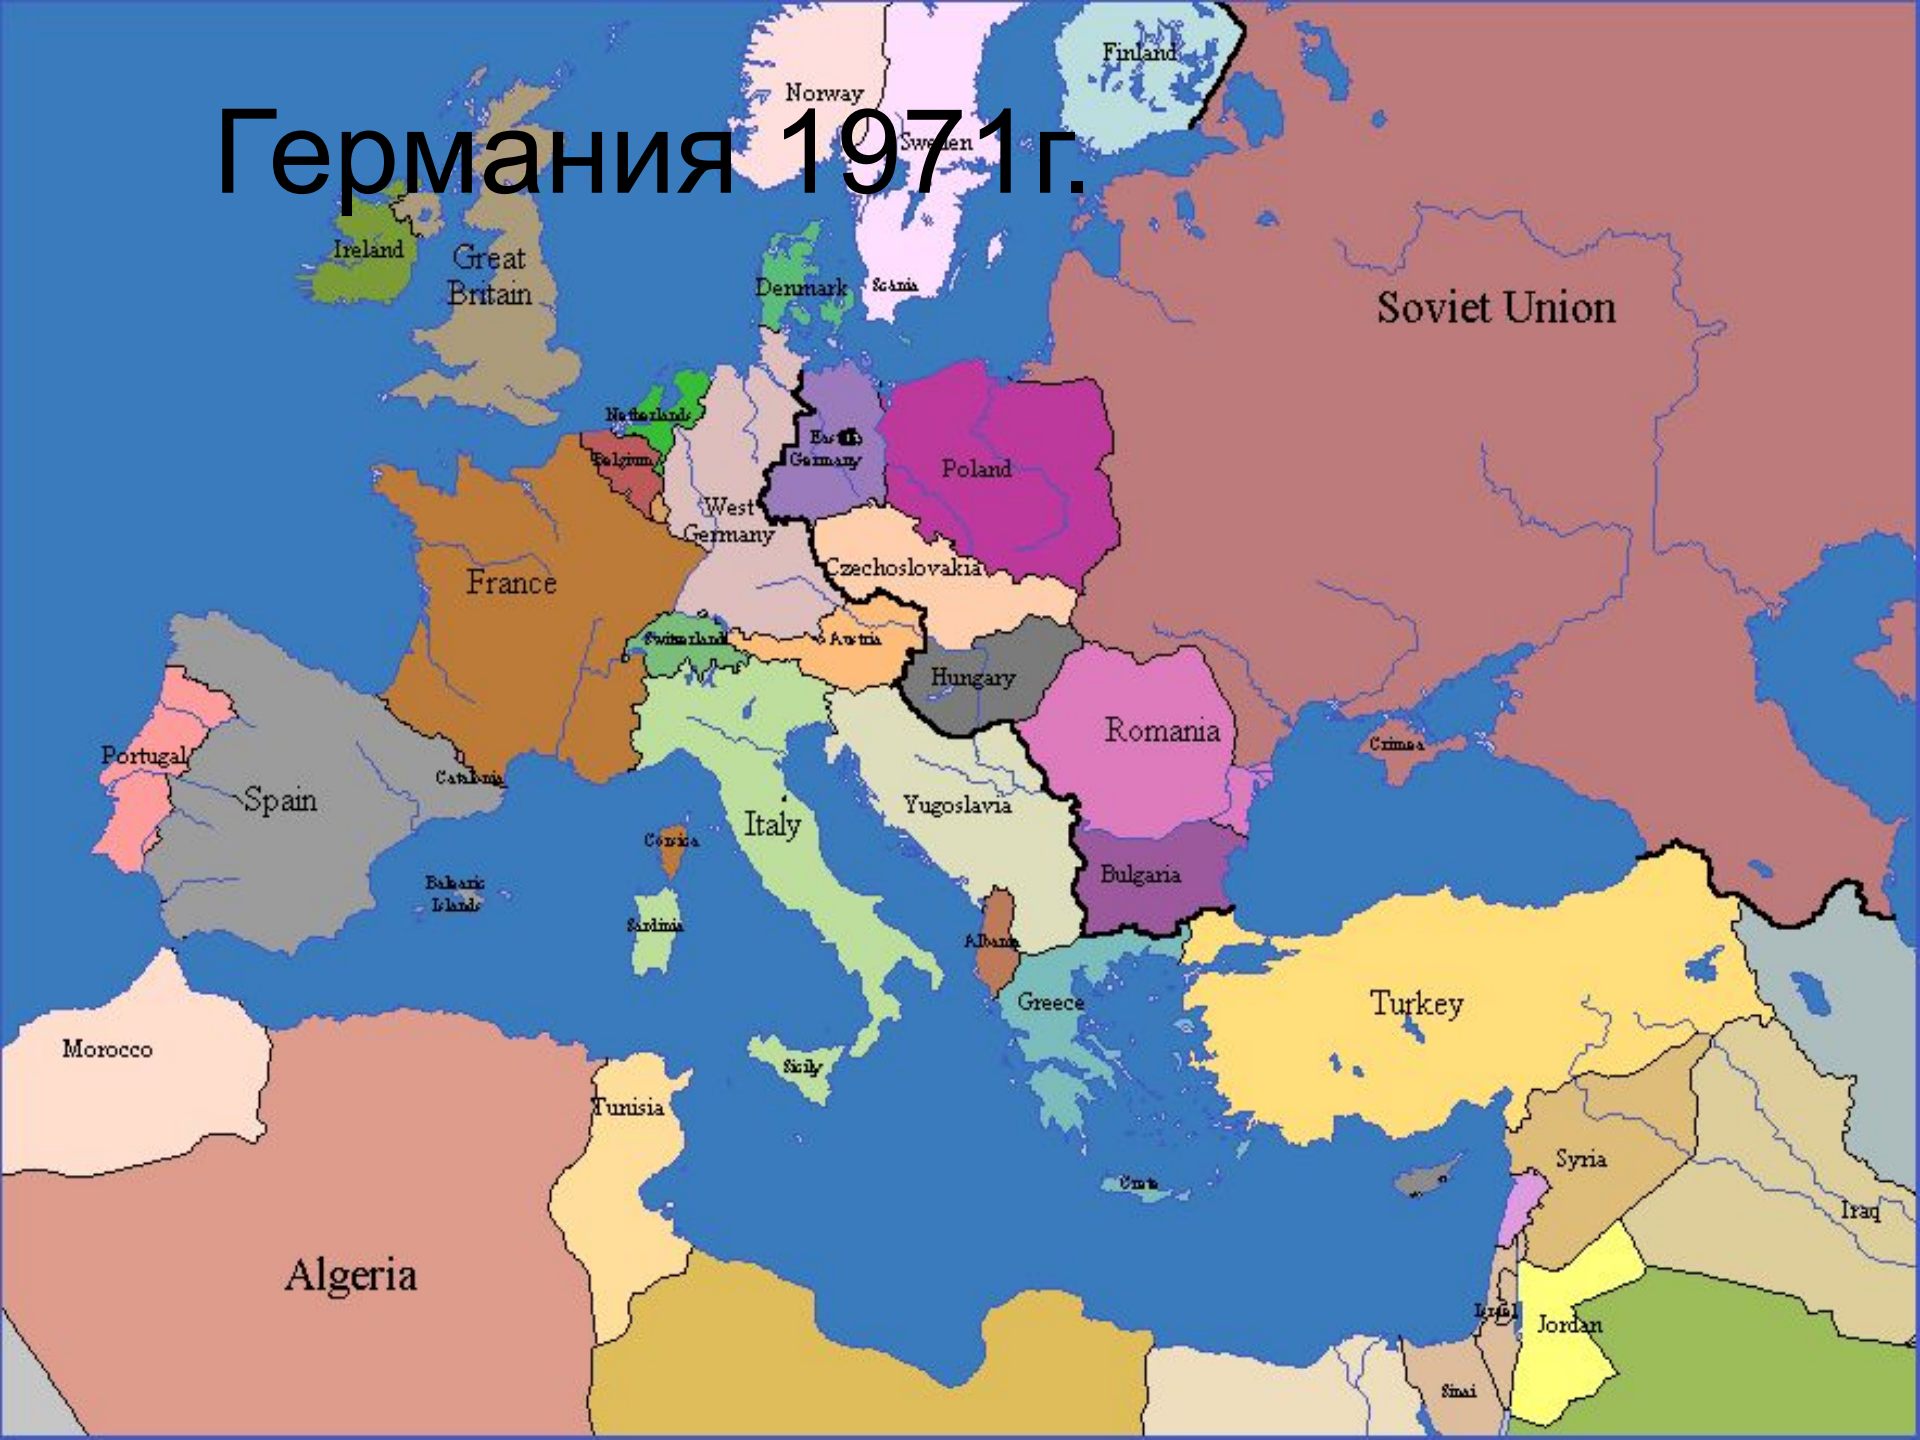 Finland
Norway
Германия 1971г.
Sweden
Ireland
Great
Britain
Denmark
Scania
Soviet Union
Netherlands
East
Germany
Belgium
Poland
West
Germany
Czechoslovakia
France
Switzerland
Austria
Hungary
Romania
Crimea
Portugal
Catalonia
Spain
Yugoslavia
Italy
Corsica
Bulgaria
Balearic
Islands
Sardinia
Albania
Greece
Turkey
Morocco
Sicily
Tunisia
Syria
Crete
Iraq
Algeria
Israel
Jordan
Sinai